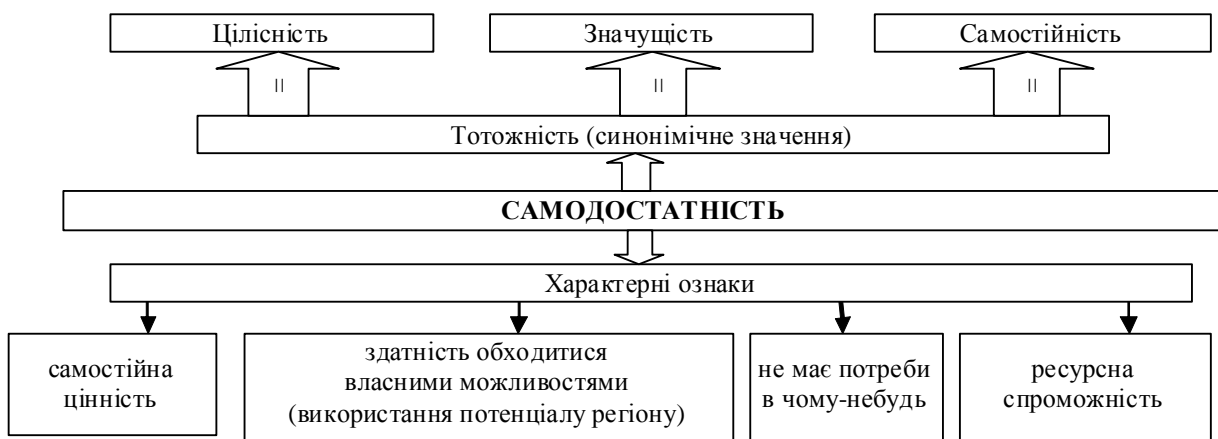 Цілісність
Значущість
Самостійність
=
=
=
Тотожність (синонімічне значення)
САМОДОСТАТНІСТЬ
Характерні ознаки
самостійна
цінність
здатність обходитися
власними можливостями
(використання потенціалу регіону)
не має потреби
в чому-небудь
ресурсна
спроможність